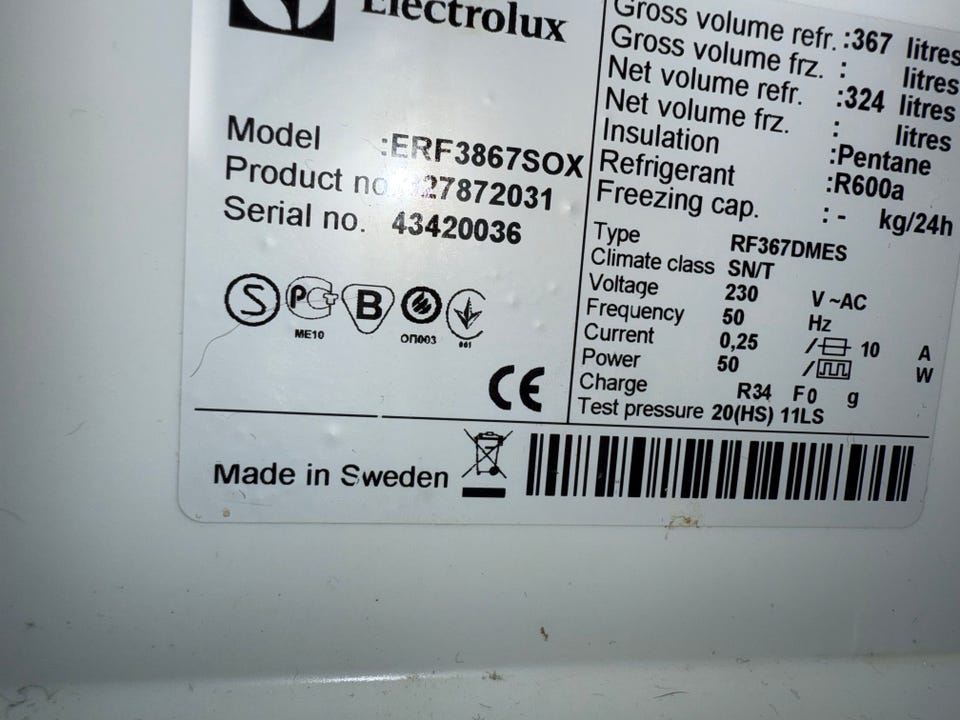 Electrolux
Model :ERF3867SOX
Product no 27872031
Serial no. 43420036
S
PC
B
ME10
ОП003
001
CE
Gross volume refr. :367 litres
Gross volume frz. : litres
Net volume refr. :324 litres
Net volume frz. : litres
Insulation :Pentane
Refrigerant :R600a
Freezing cap. :- kg/24h
Type RF367DMES
Climate class SN/T
Voltage 230 V ~AC
Frequency 50 Hz
Current 0,25 / 10 A
Power 50 / W
Charge R34 F0 g
Test pressure 20(HS) 11LS
Made in Sweden